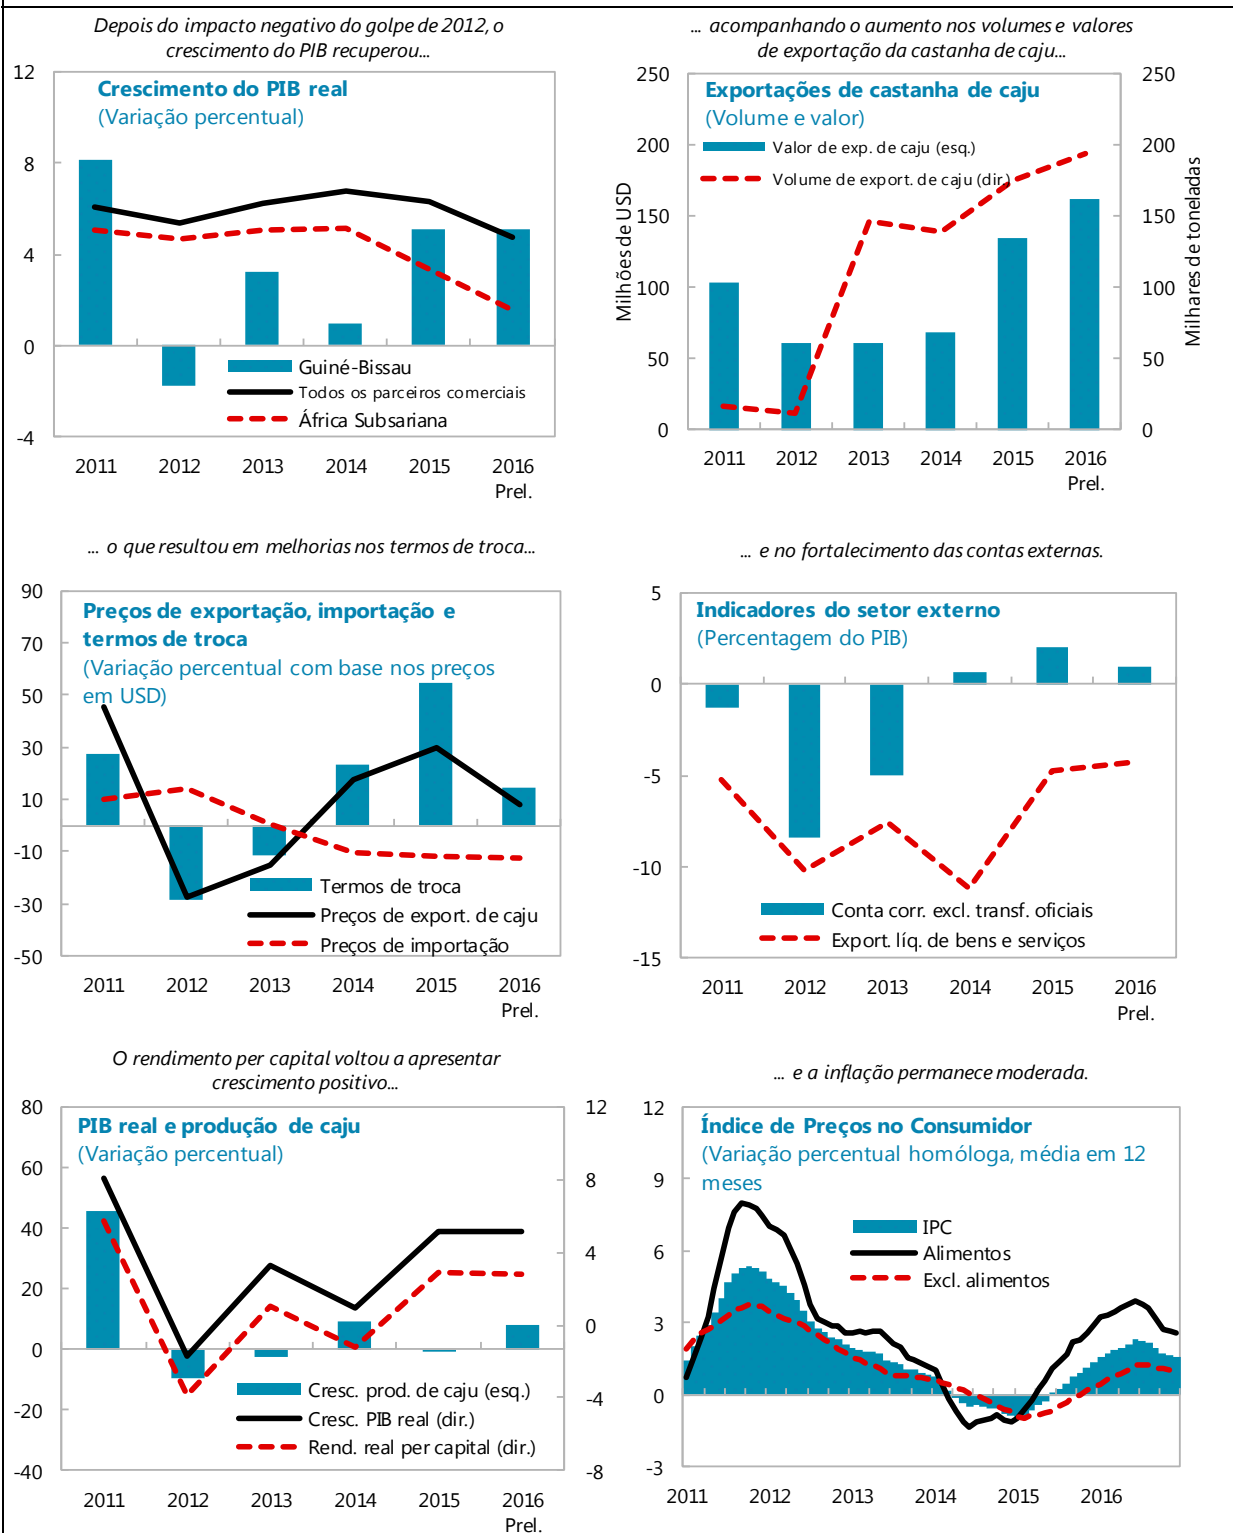 Depois do impacto negativo do golpe de 2012, o
crescimento do PIB recuperou...
12
8
4
0
-4
Crescimento do PIB real
(Variação percentual)
Guiné-Bissau
Todos os parceiros comerciais
África Subsariana
2011 2012 2013 2014 2015 2016
Prel.
... acompanhando o aumento nos volumes e valores
de exportação da castanha de caju...
250
200
150
100
50
0
Milhões de USD
Exportações de castanha de caju
(Volume e valor)
Valor de exp. de caju (esq.)
Volume de export. de caju (dir.)
250
200
150
100
50
0
Milhares de toneladas
2011 2012 2013 2014 2015 2016
Prel.
... o que resultou em melhorias nos termos de troca...
90
70
50
30
10
-10
-30
-50
Preços de exportação, importação e
termos de troca
(Variação percentual com base nos preços
em USD)
Termos de troca
Preços de export. de caju
Preços de importação
2011 2012 2013 2014 2015 2016
Prel.
... e no fortalecimento das contas externas.
5
0
-5
-10
-15
Indicadores do setor externo
(Percentagem do PIB)
Conta corr. excl. transf. oficiais
Export. líq. de bens e serviços
2011 2012 2013 2014 2015 2016
Prel.
O rendimento per capital voltou a apresentar
crescimento positivo...
80
60
40
20
0
-20
-40
PIB real e produção de caju
(Variação percentual)
Cresc. prod. de caju (esq.)
Cresc. PIB real (dir.)
Rend. real per capital (dir.)
12
8
4
0
-4
-8
2011 2012 2013 2014 2015 2016
Prel.
... e a inflação permanece moderada.
12
9
6
3
0
-3
Índice de Preços no Consumidor
(Variação percentual homóloga, média em 12
meses
IPC
Alimentos
Excl. alimentos
2011 2012 2013 2014 2015 2016